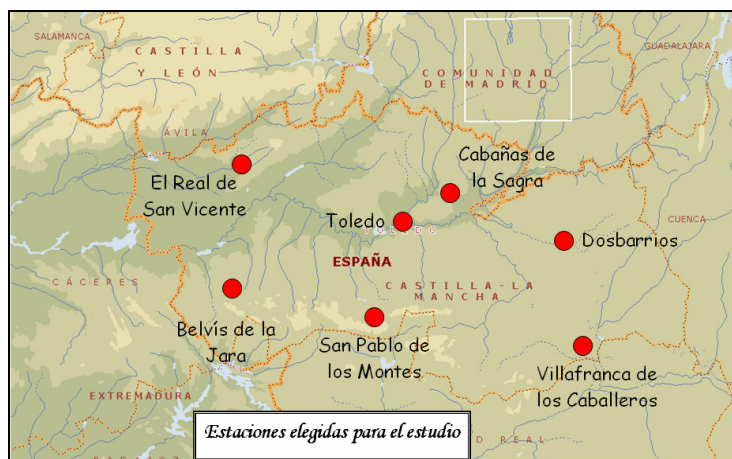 SALAMANCA
CASTILLA
Y LEÓN
COMUNIDAD
DE MADRID
GUADALAJARA
ÁVILA
Cabañas de
la Sagra
El Real de
San Vicente
Toledo
TOLEDO
CUENCA
Dosbarrios
ESPAÑA
CÁCERES
CASTILLA-LA
MANCHA
Belvís de la
Jara
San Pablo de
los Montes
Villafranca de
los Caballeros
EXTREMADURA
Estaciones elegidas para el estudio
REAL